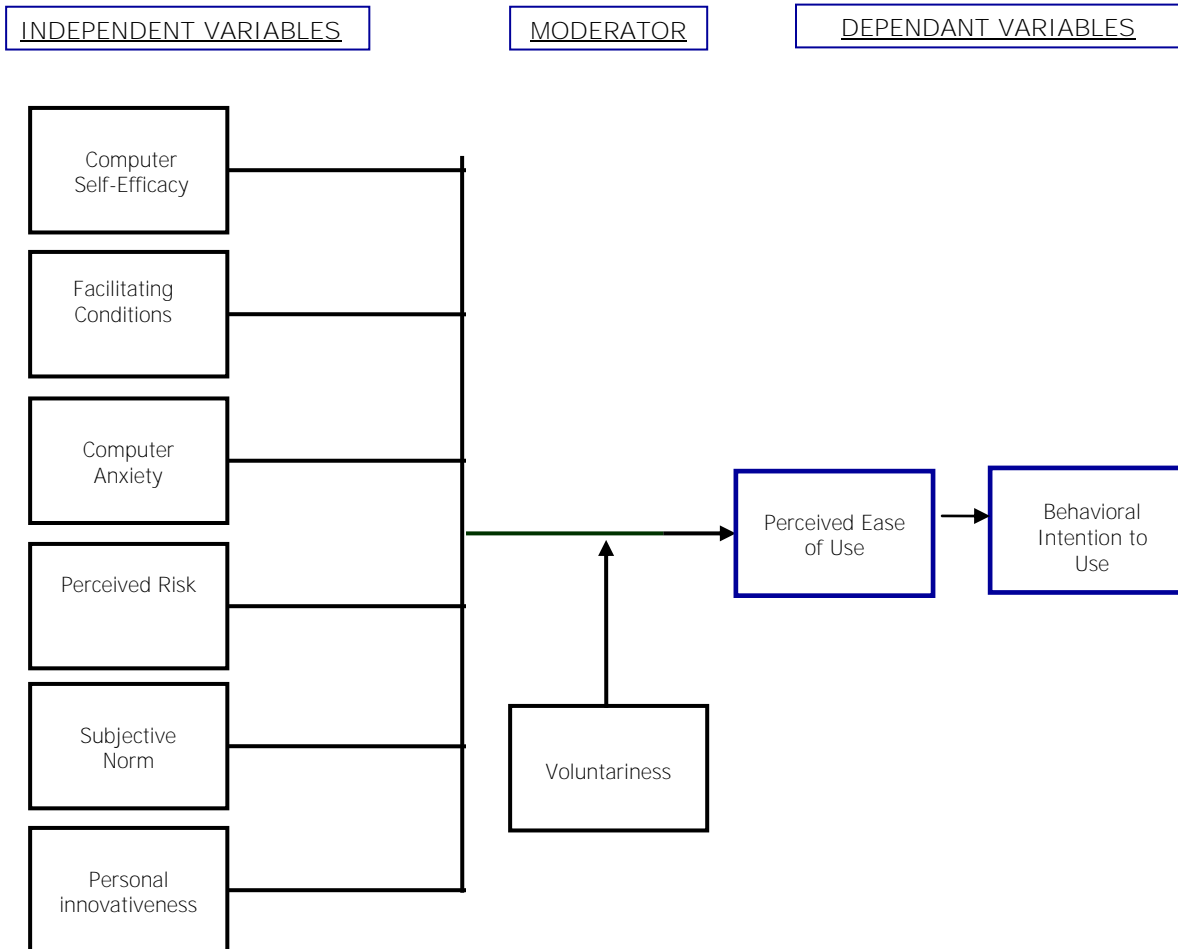 INDEPENDENT VARIABLES
MODERATOR
DEPENDANT VARIABLES
Computer
Self-Efficacy
Facilitating
Conditions
Computer
Anxiety
Perceived Risk
Subjective
Norm
Personal
innovativeness
Voluntariness
Perceived Ease
of Use
Behavioral
Intention to
Use